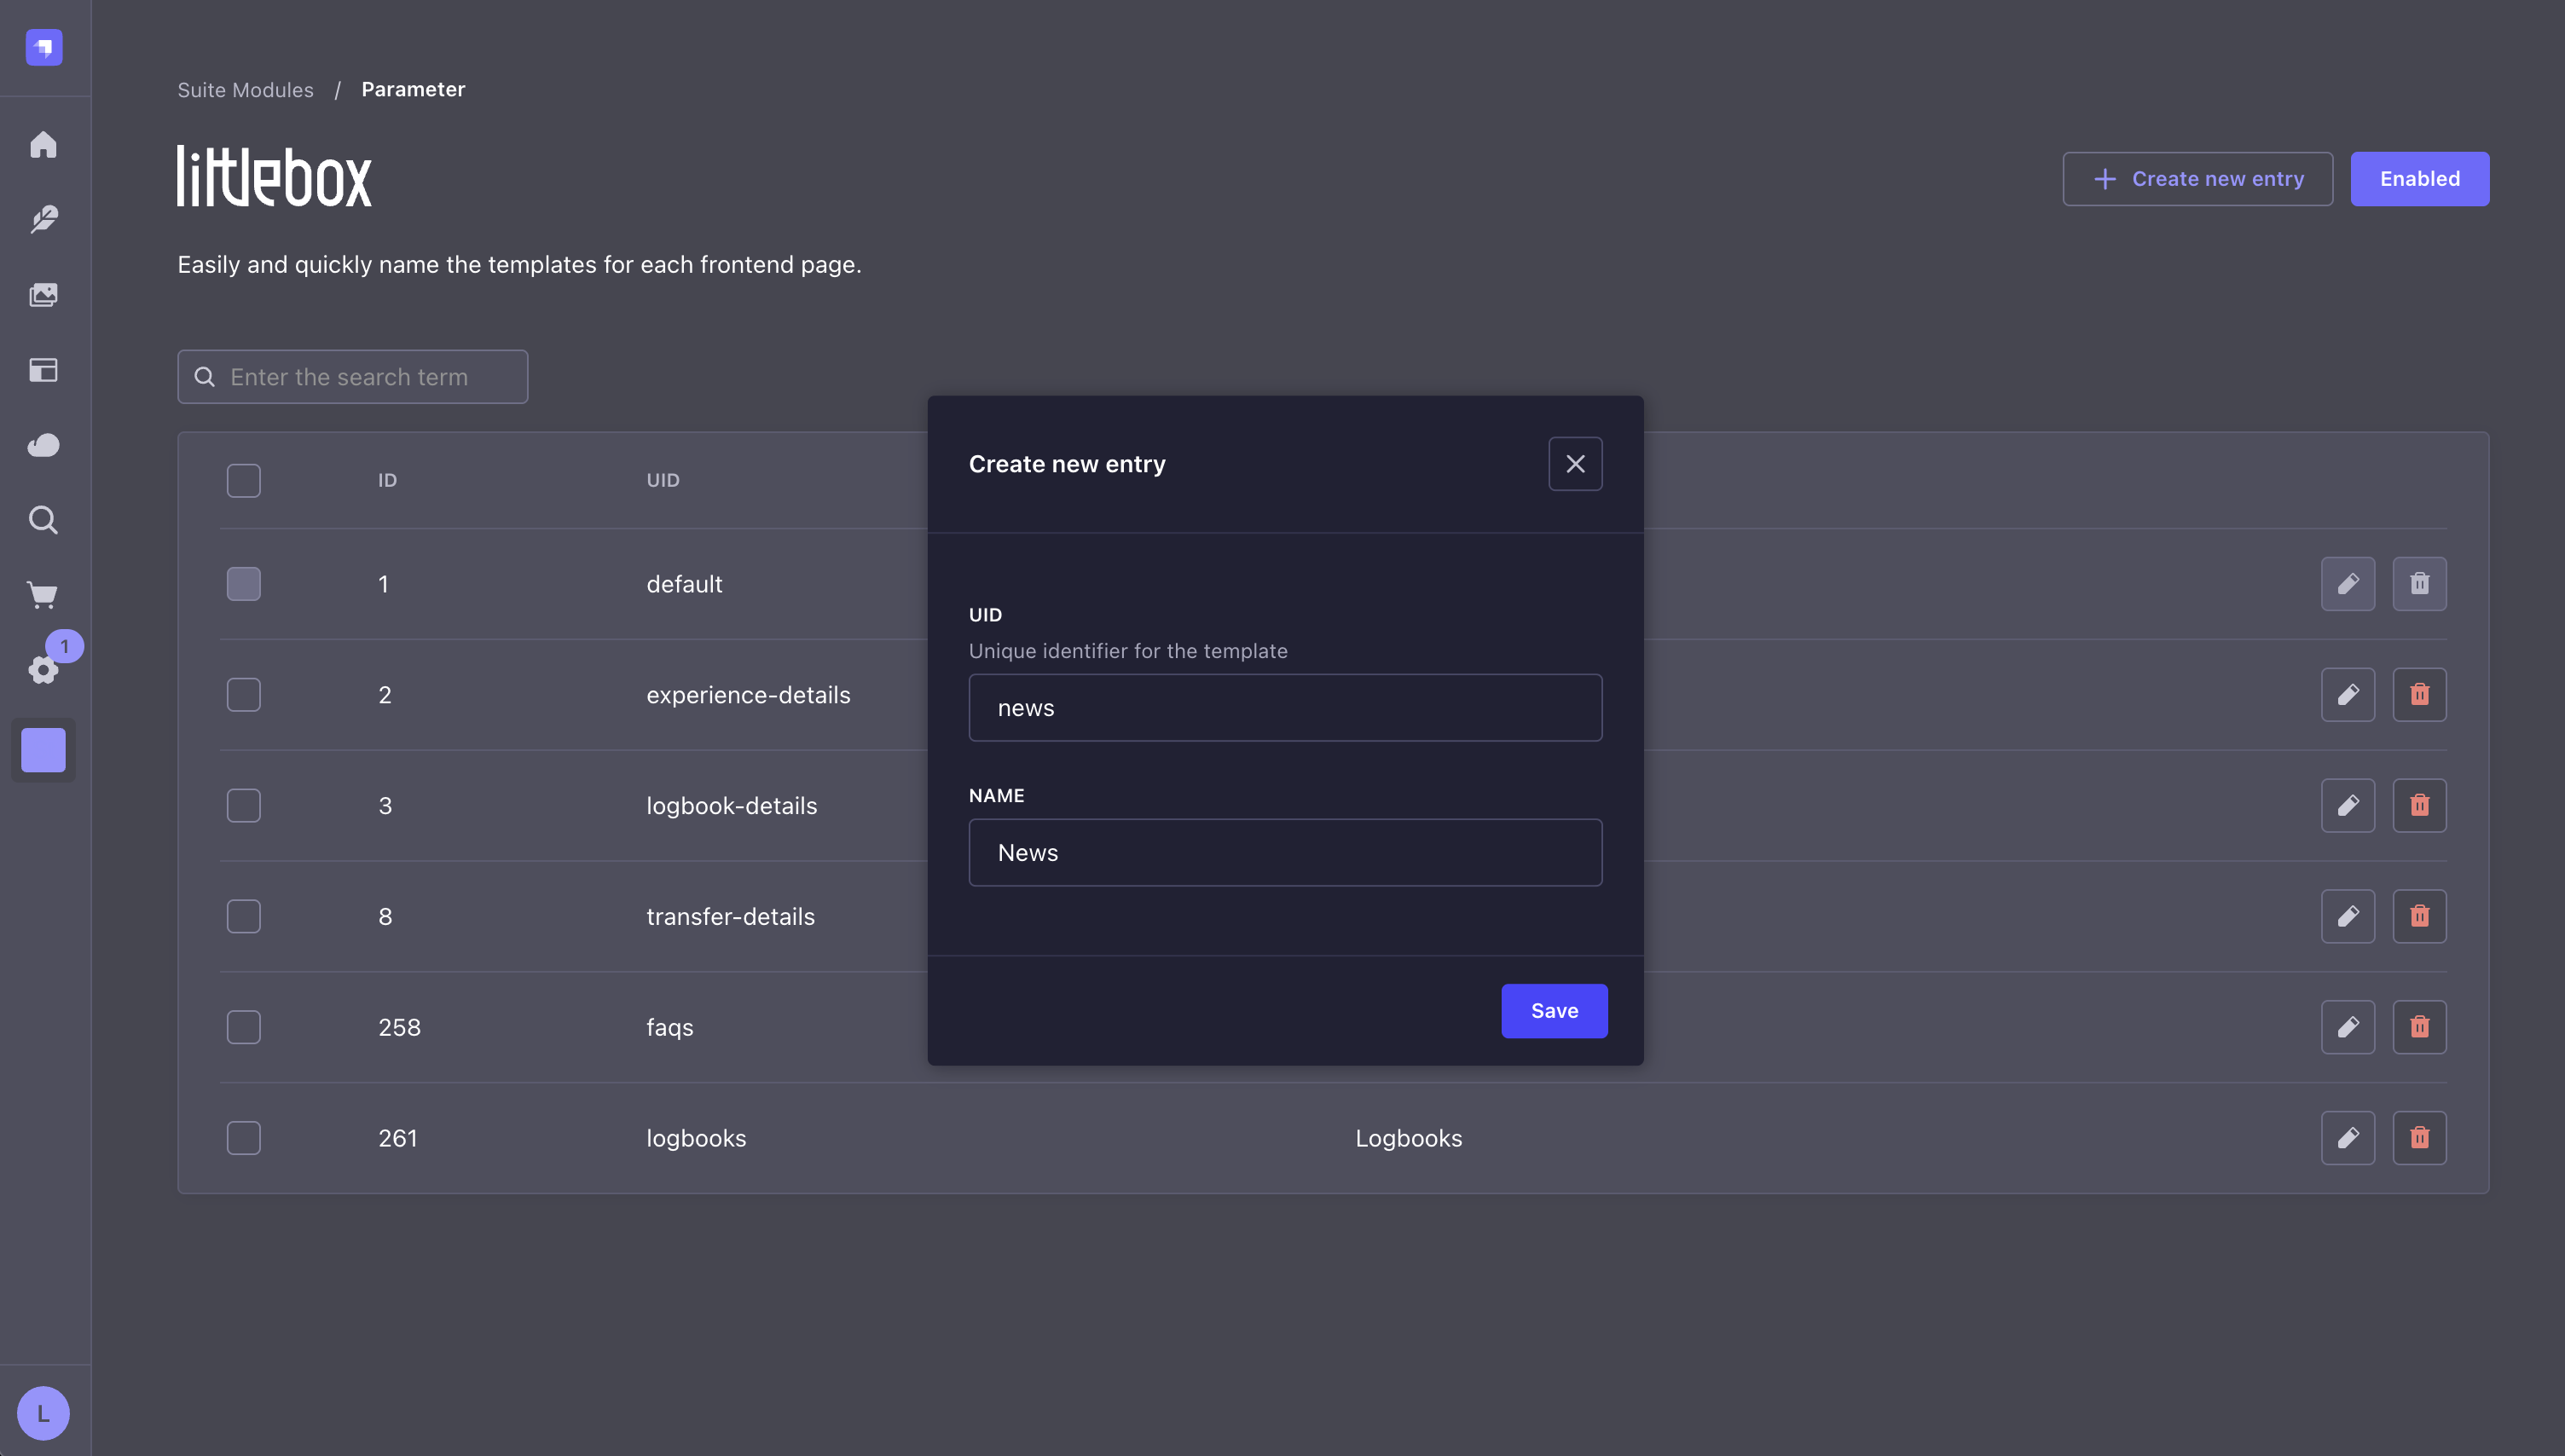 Suite Modules / Parameter
littlebox
Create new entry
Enabled
Easily and quickly name the templates for each frontend page.
Enter the search term
ID UID
1 default
2 experience-details
3 logbook-details
8 transfer-details
258 faqs
261 logbooks Logbooks
Create new entry
UID
Unique identifier for the template
news
NAME
News
Save
1
L